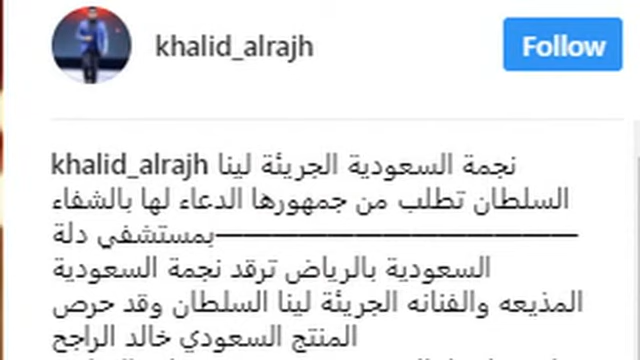 khalid_alrajh
Follow
khalid_alrajh نجمة السعودية الجريئة لينا
السلطان تطلب من جمهورها الدعاء لها بالشفاء
ـــــــــــــــــــــــــــــــــــــبمستشفي دلة
السعودية بالرياض ترقد نجمة السعودية
المذيعه والفنانه الجريئة لينا السلطان وقد حرص
المنتج السعودي خالد الراجح